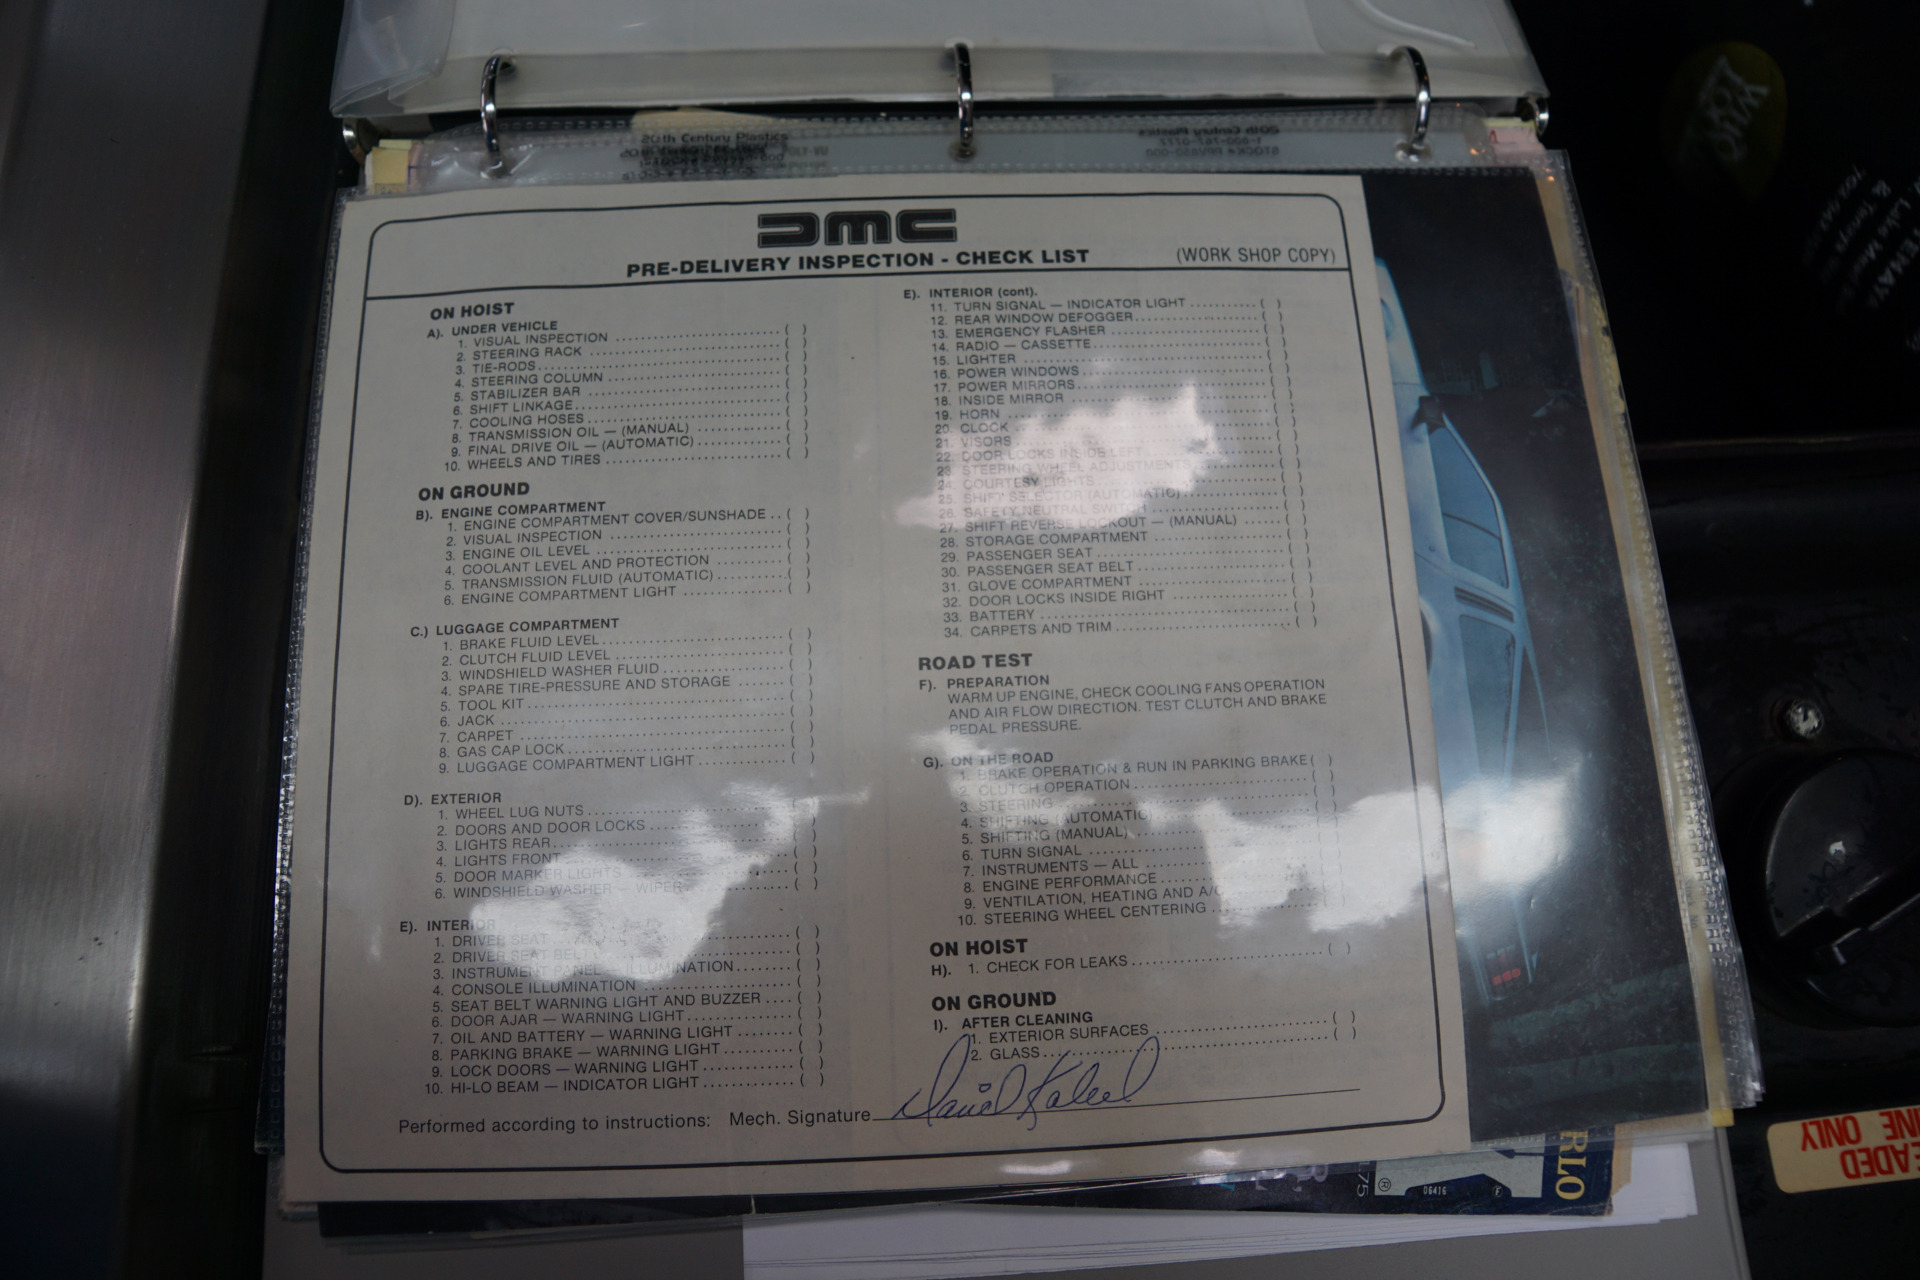 20th Century Plastics
DMC
PRE-DELIVERY INSPECTION - CHECK LIST
(WORK SHOP COPY)
ON HOIST
A). UNDER VEHICLE
1. VISUAL INSPECTION ( )
2. STEERING RACK ( )
3. TIE-RODS ( )
4. STEERING COLUMN ( )
5. STABILIZER BAR ( )
6. SHIFT LINKAGE ( )
7. COOLING HOSES ( )
8. TRANSMISSION OIL — (MANUAL) ( )
9. FINAL DRIVE OIL — (AUTOMATIC) ( )
10. WHEELS AND TIRES ( )
ON GROUND
B). ENGINE COMPARTMENT
1. ENGINE COMPARTMENT COVER/SUNSHADE ( )
2. VISUAL INSPECTION ( )
3. ENGINE OIL LEVEL ( )
4. COOLANT LEVEL AND PROTECTION ( )
5. TRANSMISSION FLUID (AUTOMATIC) ( )
6. ENGINE COMPARTMENT LIGHT ( )
C.) LUGGAGE COMPARTMENT
1. BRAKE FLUID LEVEL ( )
2. CLUTCH FLUID LEVEL ( )
3. WINDSHIELD WASHER FLUID ( )
4. SPARE TIRE-PRESSURE AND STORAGE ( )
5. TOOL KIT ( )
6. JACK ( )
7. CARPET ( )
8. GAS CAP LOCK ( )
9. LUGGAGE COMPARTMENT LIGHT ( )
D). EXTERIOR
1. WHEEL LUG NUTS ( )
2. DOORS AND DOOR LOCKS ( )
3. LIGHTS REAR ( )
4. LIGHTS FRONT ( )
5. DOOR MARKER LIGHTS ( )
6. WINDSHIELD WASHER — WIPER ( )
E). INTERIOR
1. DRIVER SEAT ( )
2. DRIVER SEAT BELT ( )
3. INSTRUMENT PANEL ILLUMINATION ( )
4. CONSOLE ILLUMINATION ( )
5. SEAT BELT WARNING LIGHT AND BUZZER ( )
6. DOOR AJAR — WARNING LIGHT ( )
7. OIL AND BATTERY — WARNING LIGHT ( )
8. PARKING BRAKE — WARNING LIGHT ( )
9. LOCK DOORS — WARNING LIGHT ( )
10. HI-LO BEAM — INDICATOR LIGHT ( )
E). INTERIOR (cont).
11. TURN SIGNAL — INDICATOR LIGHT ( )
12. REAR WINDOW DEFOGGER ( )
13. EMERGENCY FLASHER ( )
14. RADIO — CASSETTE ( )
15. LIGHTER ( )
16. POWER WINDOWS ( )
17. POWER MIRRORS ( )
18. INSIDE MIRROR ( )
19. HORN ( )
20. CLOCK ( )
21. VISORS ( )
22. DOOR LOCKS INSIDE LEFT ( )
23. STEERING WHEEL ADJUSTMENTS ( )
24. COURTESY LIGHTS ( )
25. SHIFT SELECTOR (AUTOMATIC) ( )
26. SAFETY NEUTRAL SWITCH ( )
27. SHIFT REVERSE LOCKOUT — (MANUAL) ( )
28. STORAGE COMPARTMENT ( )
29. PASSENGER SEAT ( )
30. PASSENGER SEAT BELT ( )
31. GLOVE COMPARTMENT ( )
32. DOOR LOCKS INSIDE RIGHT ( )
33. BATTERY ( )
34. CARPETS AND TRIM ( )
ROAD TEST
F). PREPARATION
WARM UP ENGINE, CHECK COOLING FANS OPERATION
AND AIR FLOW DIRECTION. TEST CLUTCH AND BRAKE
PEDAL PRESSURE.
G). ON THE ROAD
1. BRAKE OPERATION & RUN IN PARKING BRAKE ( )
2. CLUTCH OPERATION ( )
3. STEERING ( )
4. SHIFTING (AUTOMATIC) ( )
5. SHIFTING (MANUAL) ( )
6. TURN SIGNAL ( )
7. INSTRUMENTS — ALL ( )
8. ENGINE PERFORMANCE ( )
9. VENTILATION, HEATING AND A/C ( )
10. STEERING WHEEL CENTERING ( )
ON HOIST
H). 1. CHECK FOR LEAKS ( )
ON GROUND
I). AFTER CLEANING
1. EXTERIOR SURFACES ( )
2. GLASS ( )
Performed according to instructions: Mech. Signature
RLO
75
06416
EADED
NE ONLY